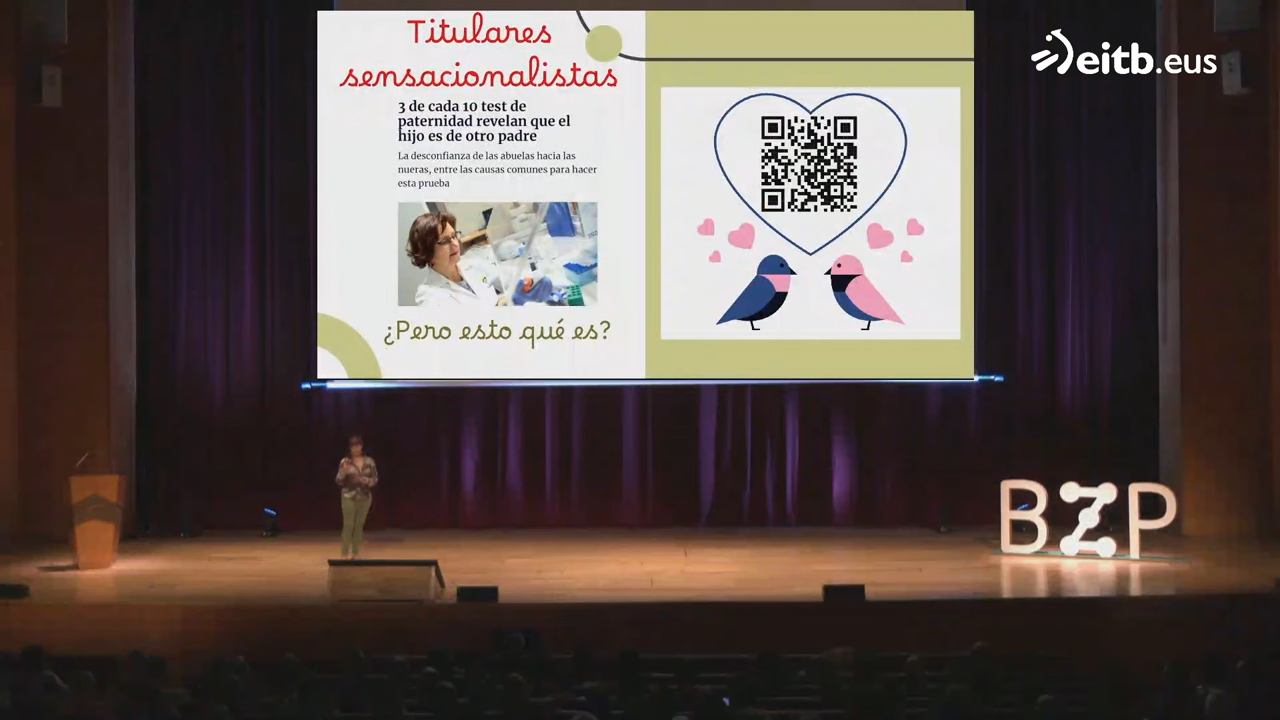 Titulares
sensacionalistas
3 de cada 10 test de
paternidad revelan que el
hijo es de otro padre
La desconfianza de las abuelas hacia las
nueras, entre las causas comunes para hacer
esta prueba
¿Pero esto qué es?
eitb.eus
BZP